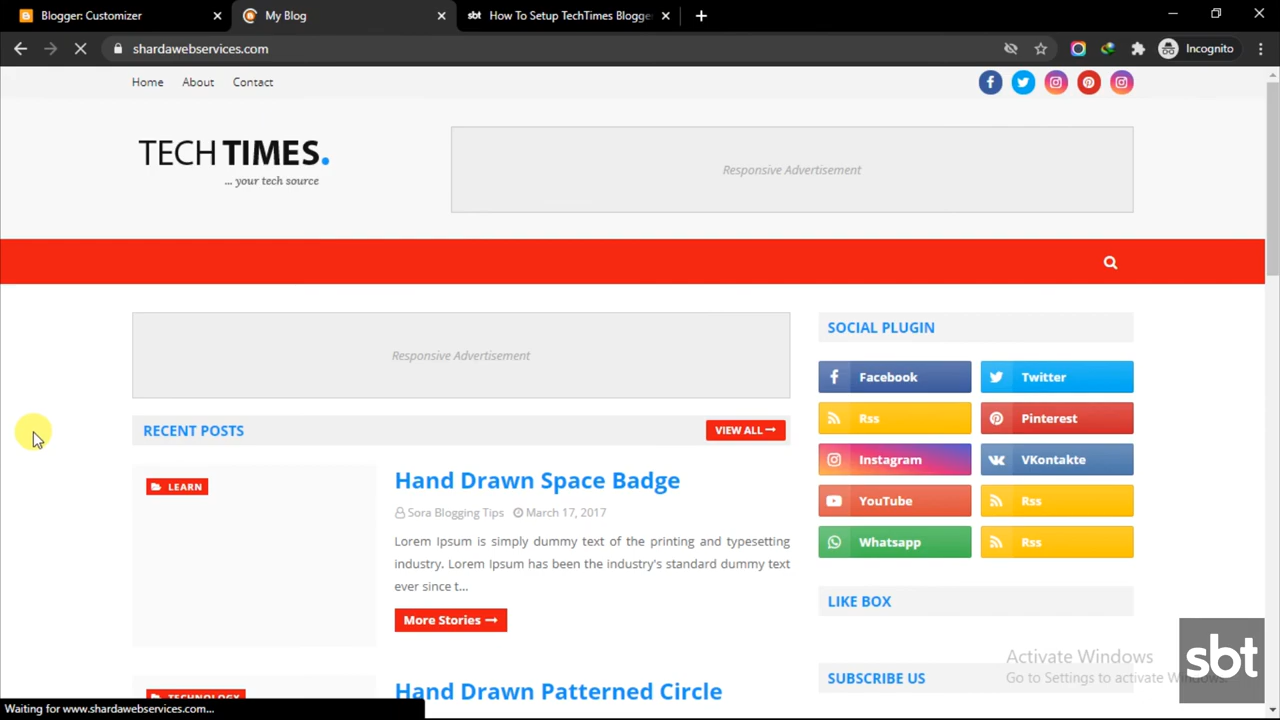 Blogger: Customizer
My Blog
sbt How To Setup TechTimes Blogge
shardawebservices.com
Incognito
Home About Contact
TECH TIMES.
... your tech source
Responsive Advertisement
Responsive Advertisement
RECENT POSTS
VIEW ALL
LEARN
Hand Drawn Space Badge
Sora Blogging Tips March 17, 2017
Lorem Ipsum is simply dummy text of the printing and typesetting
industry. Lorem Ipsum has been the industry's standard dummy text
ever since t...
More Stories
TECHNOLOGY
Hand Drawn Patterned Circle
SOCIAL PLUGIN
Facebook Twitter
Rss Pinterest
Instagram VKontakte
YouTube Rss
Whatsapp Rss
LIKE BOX
SUBSCRIBE US
Activate Windows
Go to Settings to activate Windows.
sbt
Waiting for www.shardawebservices.com...